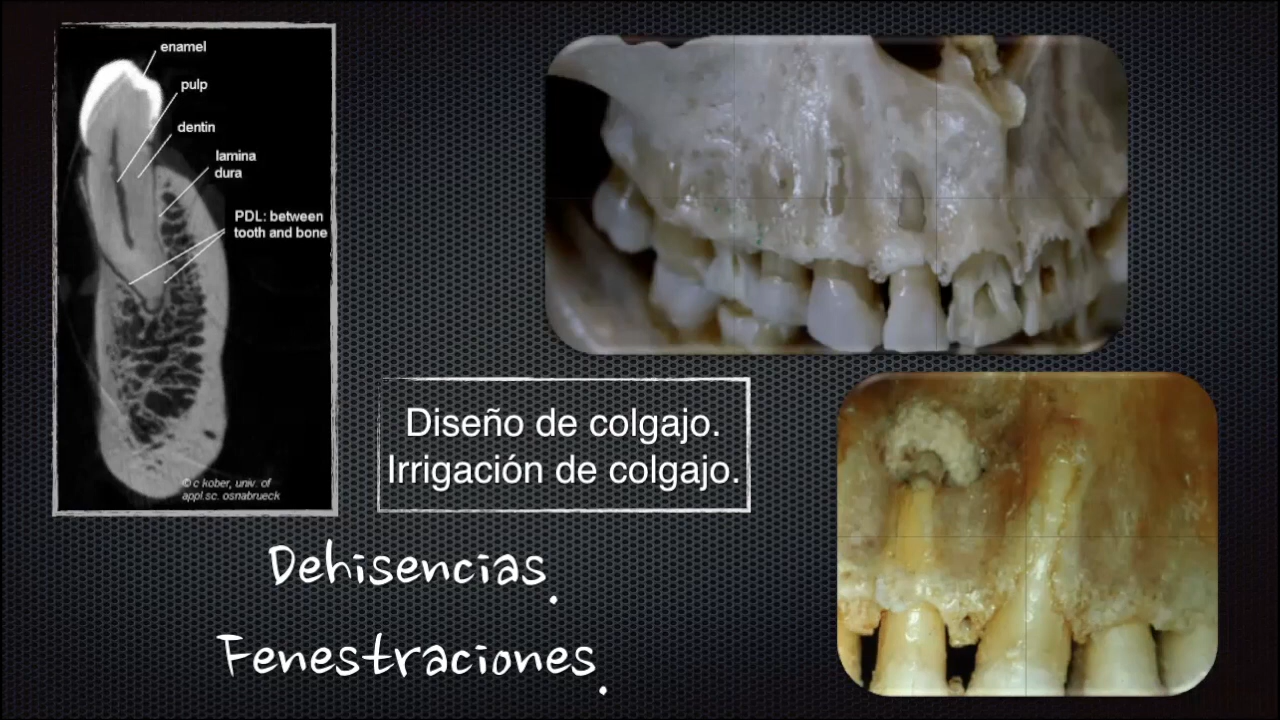 enamel
pulp
dentin
lamina
dura
PDL: between
tooth and bone
© c kober, univ. of
appl.sc. osnabrueck
Diseño de colgajo.
Irrigación de colgajo.
Dehisencias.
Fenestraciones.